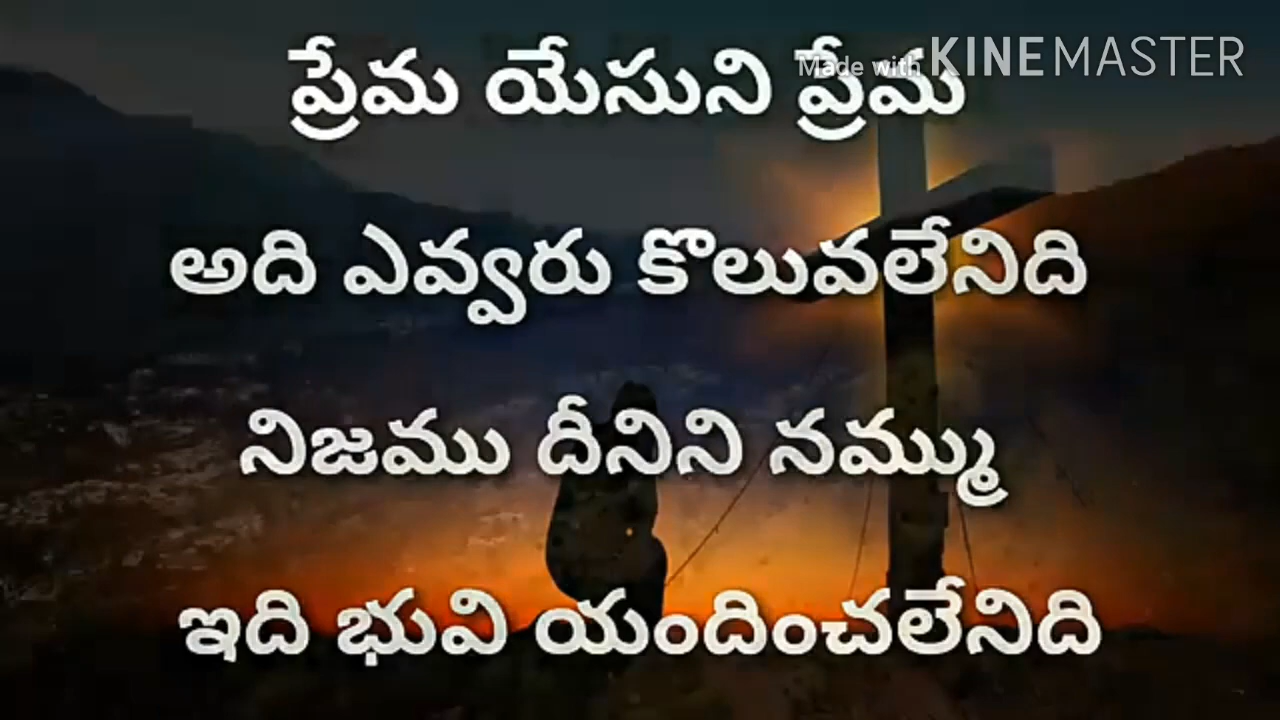 ప్రేమ యేసుని ప్రేమ
Made with KINEMASTER
అది ఎవ్వరు కొలువలేనిది
నిజము దీనిని నమ్ము
ఇది భువి యందించలేనిది